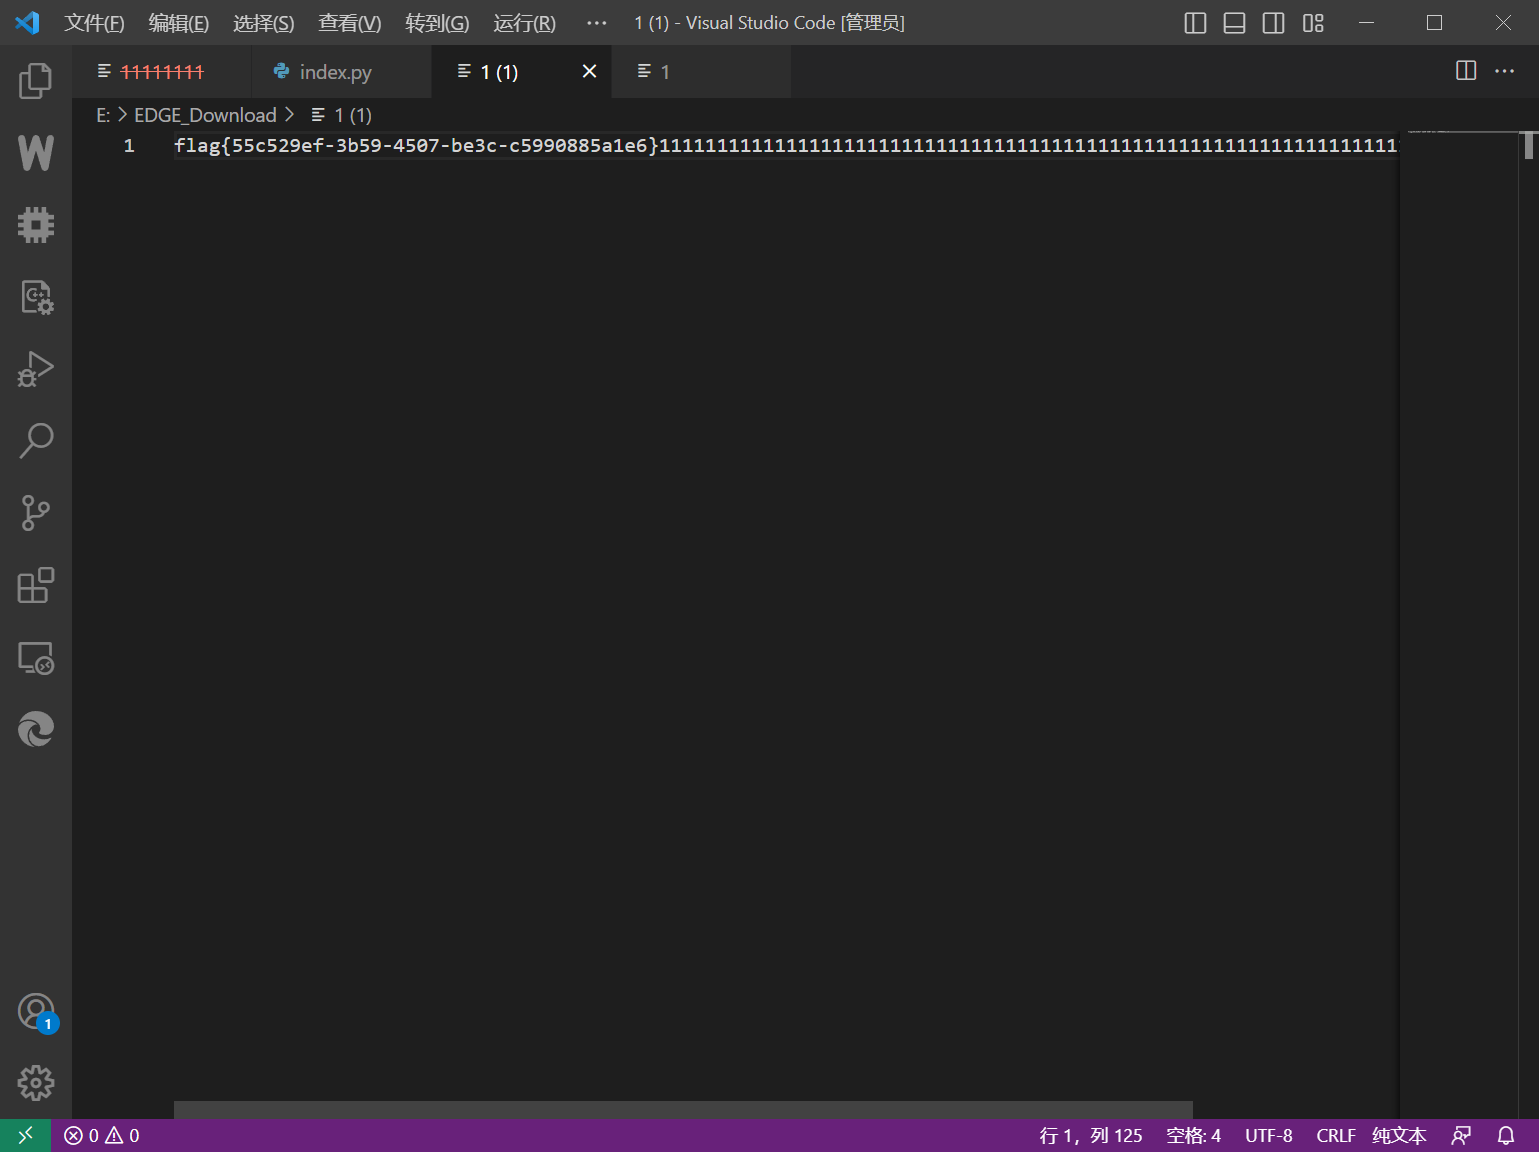 文件(F) 编辑(E) 选择(S) 查看(V) 转到(G) 运行(R) ··· 1 (1) - Visual Studio Code [管理员]
11111111 index.py 1 (1) 1
E: > EDGE_Download > 1 (1)
1 flag{55c529ef-3b59-4507-be3c-c5990885a1e6}1111111111111111111111111111111111111111111111111111111111111111
1
0 0 行 1，列 125 空格: 4 UTF-8 CRLF 纯文本